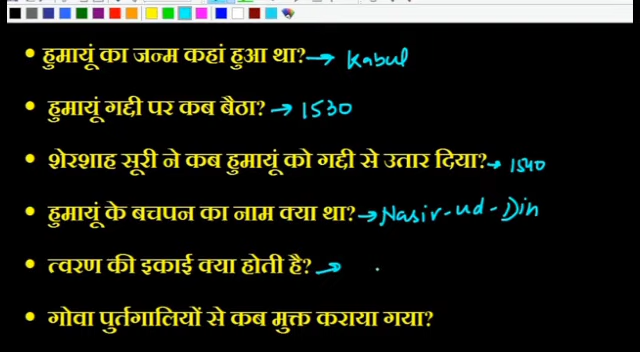 • हुमायूं का जन्म कहां हुआ था? → Kabul
• हुमायूं गद्दी पर कब बैठा? → 1530
• शेरशाह सूरी ने कब हुमायूं को गद्दी से उतार दिया? → 1540
• हुमायूं के बचपन का नाम क्या था? → Nasir-ud-Din
• त्वरण की इकाई क्या होती है? →
• गोवा पुर्तगालियों से कब मुक्त कराया गया?